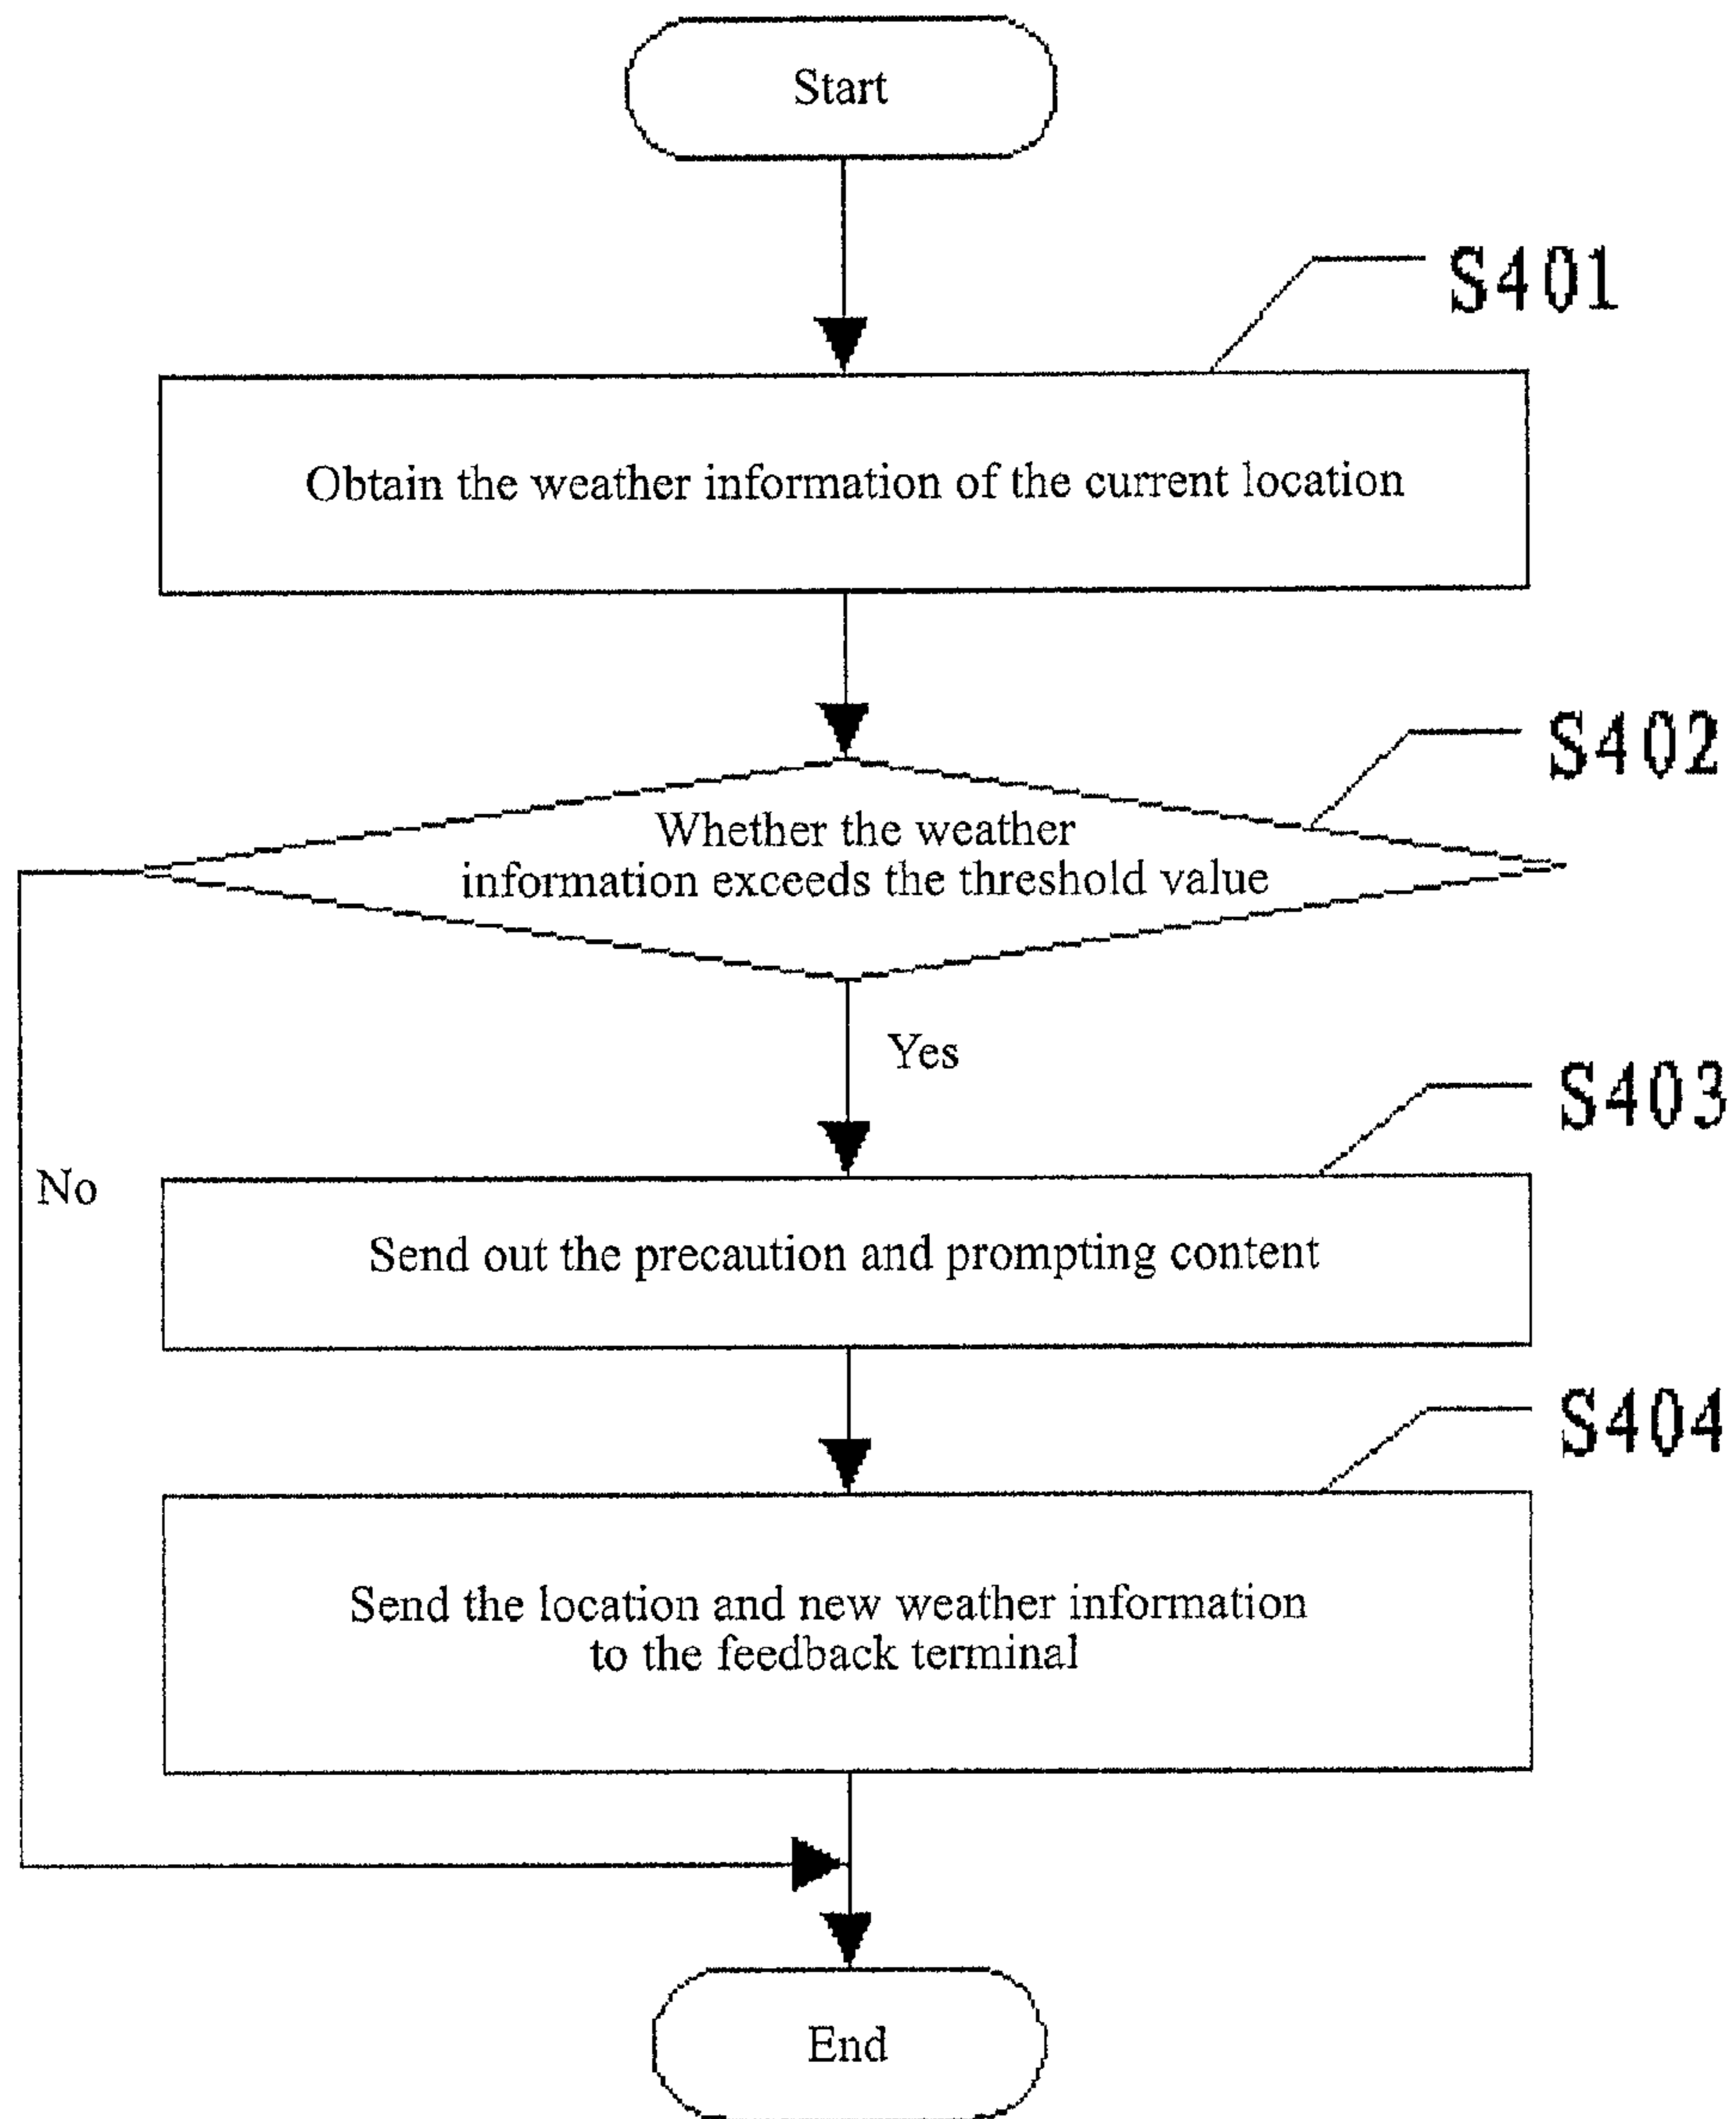 Start
S401
Obtain the weather information of the current location
S402
Whether the weather
information exceeds the threshold value
Yes
S403
No
Send out the precaution and prompting content
S404
Send the location and new weather information
to the feedback terminal
End